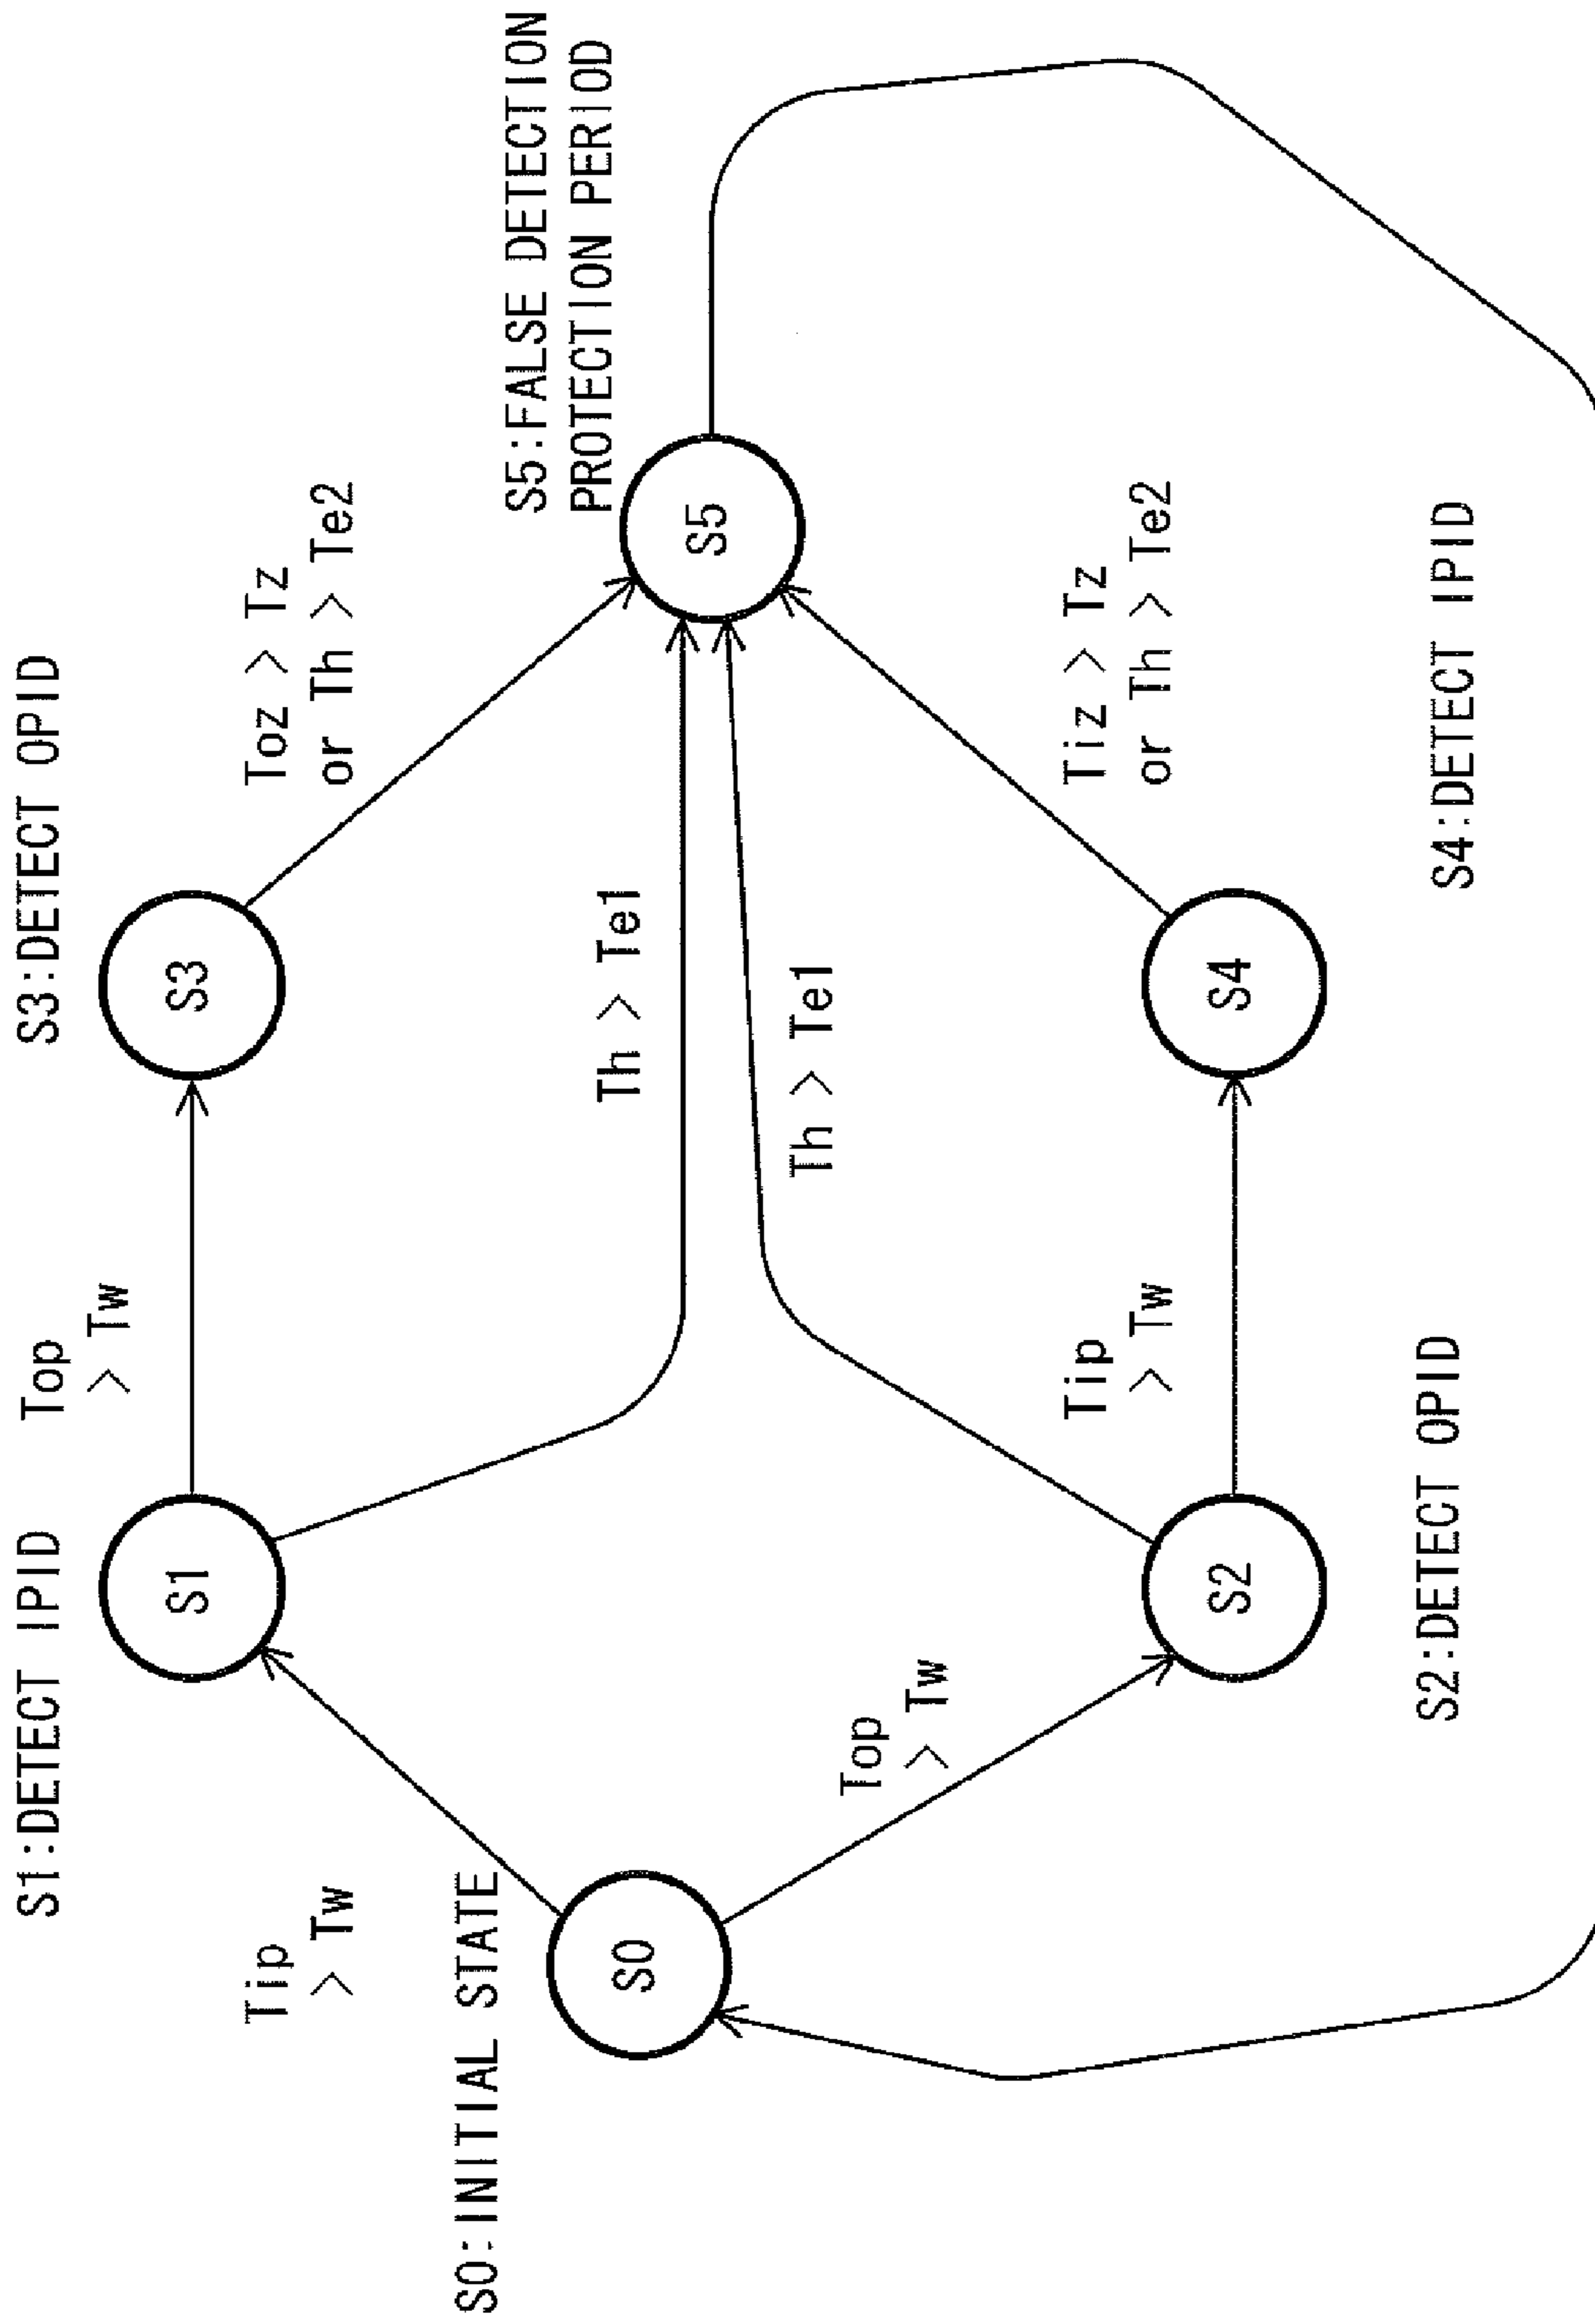 S1:DETECT IPID
Top
> Tw
S3:DETECT OPID
S1
S3
Tip
> Tw
Toz > Tz
or Th > Te2
S0:INITIAL STATE
S5:FALSE DETECTION
PROTECTION PERIOD
Th > Te1
S0
S5
Th > Te1
Top
> Tw
Tip
> Tw
Tiz > Tz
or Th > Te2
S2
S4
S2:DETECT OPID
S4:DETECT IPID